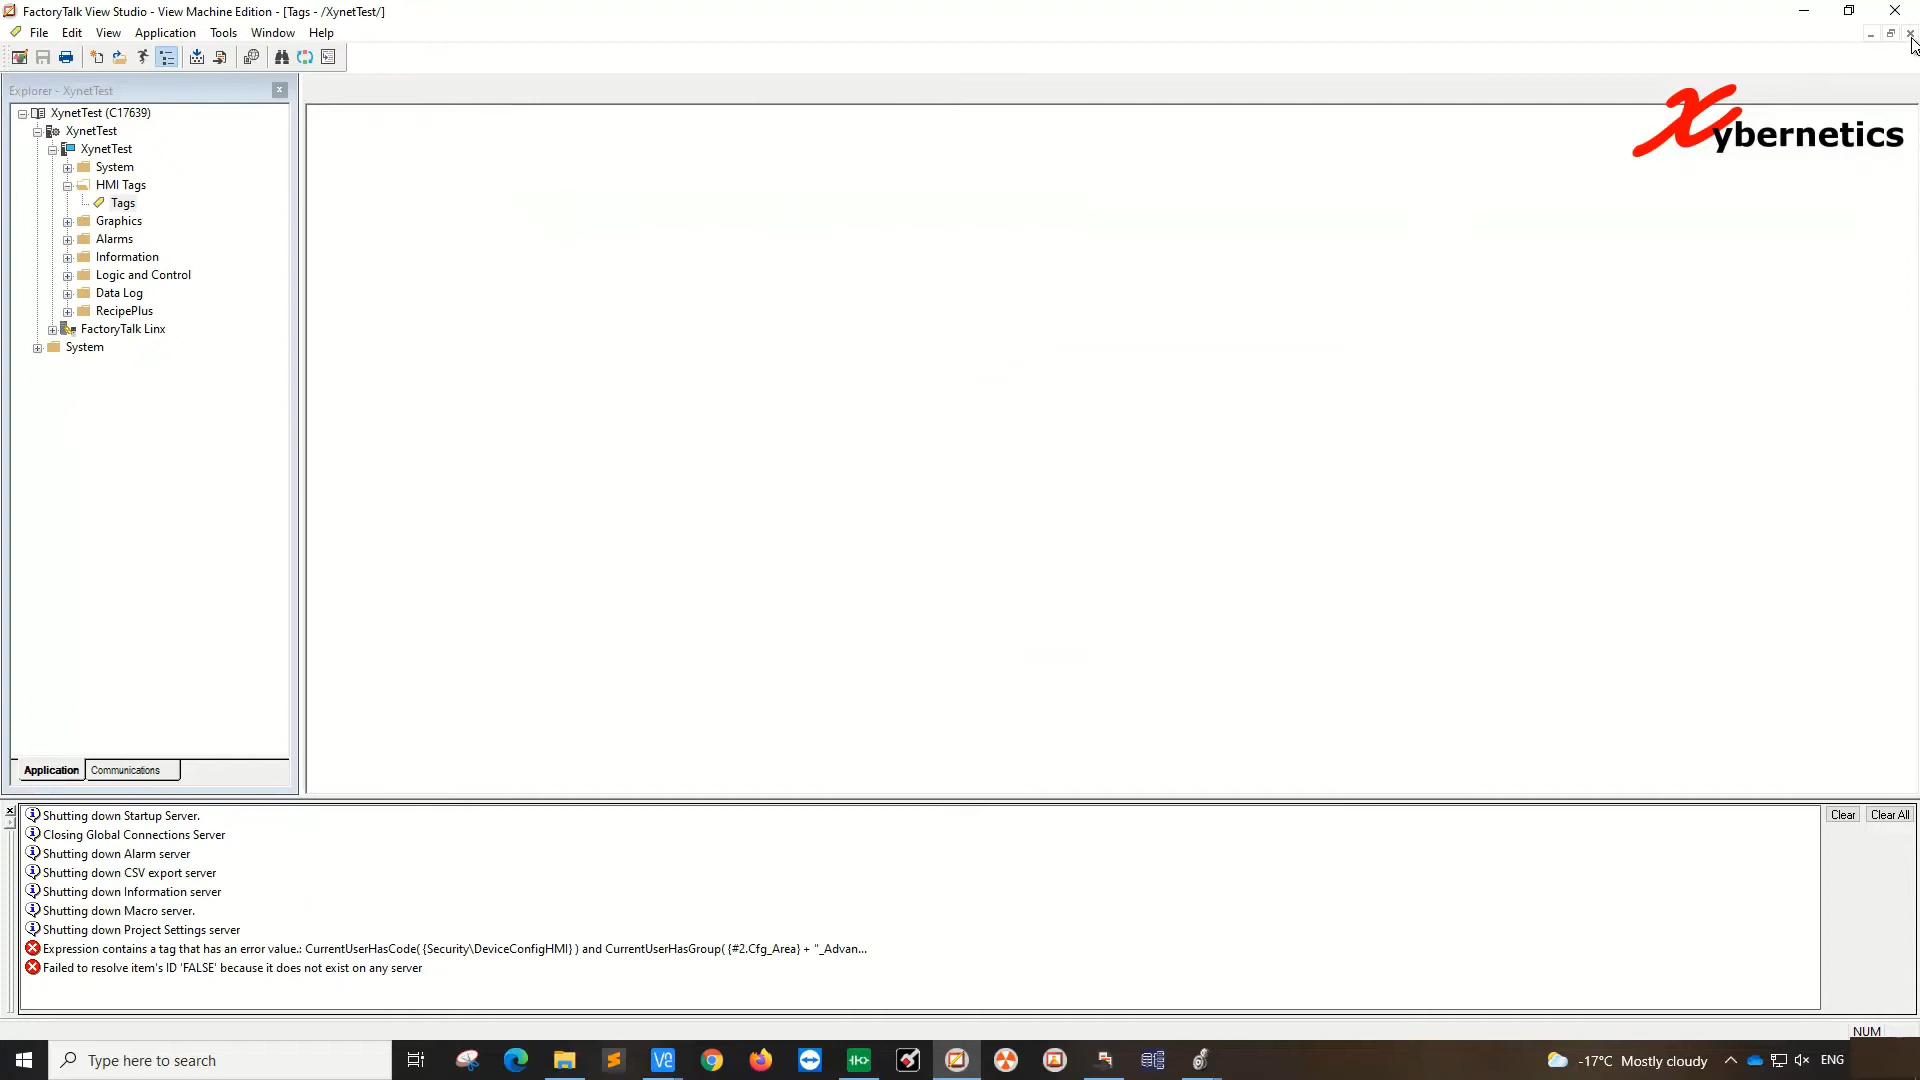 FactoryTalk View Studio - View Machine Edition - [Tags - /XynetTest/]
File Edit View Application Tools Window Help
Explorer - XynetTest
XynetTest (C17639)
XynetTest
XynetTest
System
HMI Tags
Tags
Graphics
Alarms
Information
Logic and Control
Data Log
RecipePlus
FactoryTalk Linx
System
Application Communications
Xybernetics
Shutting down Startup Server.
Closing Global Connections Server
Shutting down Alarm server
Shutting down CSV export server
Shutting down Information server
Shutting down Macro server.
Shutting down Project Settings server
Expression contains a tag that has an error value.: CurrentUserHasCode( {Security\DeviceConfigHMI} ) and CurrentUserHasGroup( {#2.Cfg_Area} + "_Advan...
Failed to resolve item's ID 'FALSE' because it does not exist on any server
Clear Clear All
NUM
Type here to search
-17°C Mostly cloudy
ENG